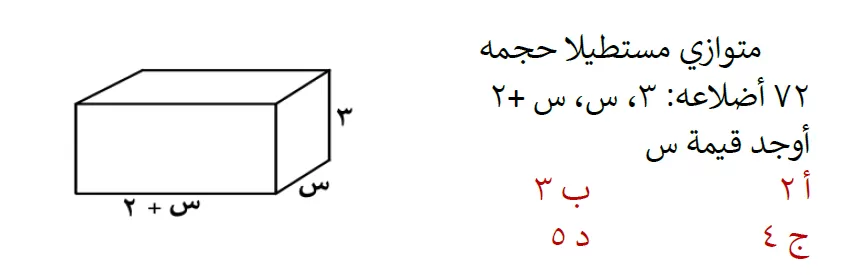 متوازي مستطيلا حجمه
٧٢ أضلاعه: ٣، س، س +٢
أوجد قيمة س
أ ٢ ب ٣
ج ٤ د ٥
٣
س
س + ٢